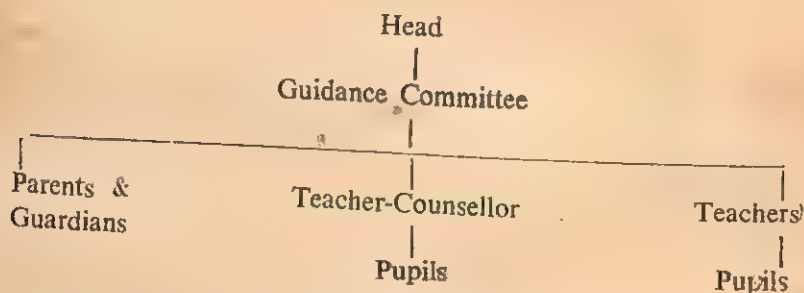 Head
Guidance Committee
Parents &
Guardians
Teacher-Counsellor
Teachers
Pupils
Pupils